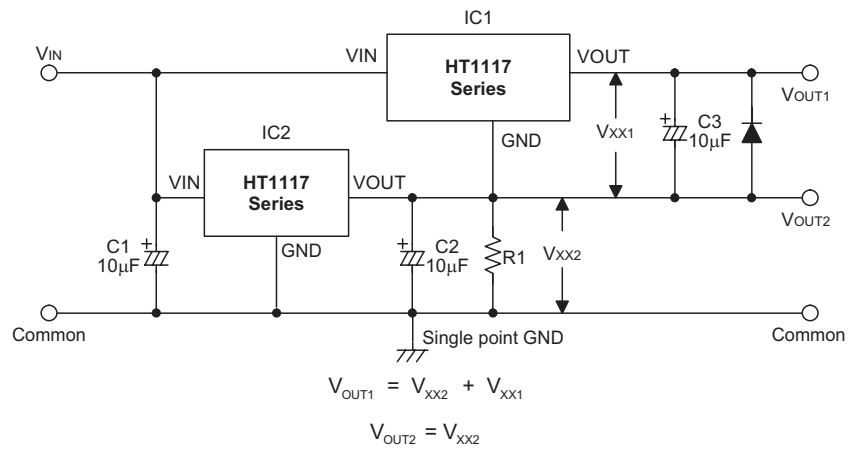 IC1
VIN
VIN
HT1117
Series
VOUT
VOUT1
GND
VXX1
C3
10µF
IC2
VIN
HT1117
Series
VOUT
VOUT2
GND
C1
10µF
C2
10µF
R1
VXX2
Common
Single point GND
Common
VOUT1 = VXX2 + VXX1
VOUT2 = VXX2